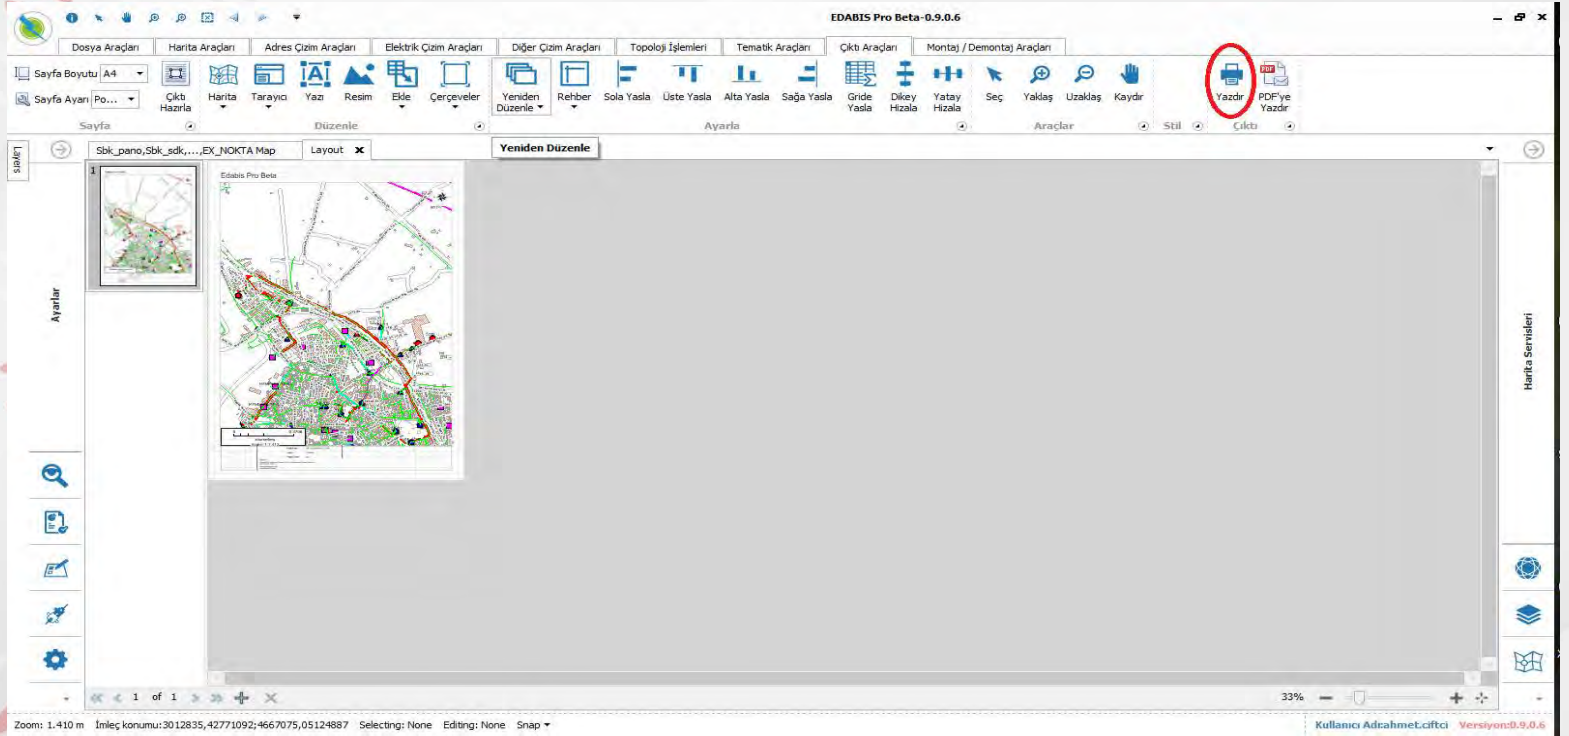 EDABIS Pro Beta-0.9.0.6
Dosya Araçları Harita Araçları Adres Çizim Araçları Elektrik Çizim Araçları Diğer Çizim Araçları Topoloji İşlemleri Tematik Araçları Çıktı Araçları Montaj / Demontaj Araçları
Sayfa Boyutu A4
Sayfa Ayarı Po...
Çıktı Hazırla
Harita Tarayıcı Yazı Resim Ekle Çerçeveler
Yeniden Düzenle
Rehber Sola Yasla Üste Yasla Alta Yasla Sağa Yasla
Gride Yasla
Dikey Hizala
Yatay Hizala
Seç Yaklaş Uzaklaş Kaydır
Yazdır
PDF
PDF'ye Yazdır
Sayfa Düzenle Ayarla Araçlar Stil Çıktı
Layers
Sbk_pano,Sbk_sdk,...,EX_NOKTA Map Layout
Yeniden Düzenle
1
Edabis Pro Beta
Ayarlar
Harita Servisleri
1 of 1
33%
Zoom: 1.410 m İmleç konumu:3012835,42771092;4667075,05124887 Selecting: None Editing: None Snap
Kullanıcı Adı:ahmet.ciftci Versiyon:0.9.0.6